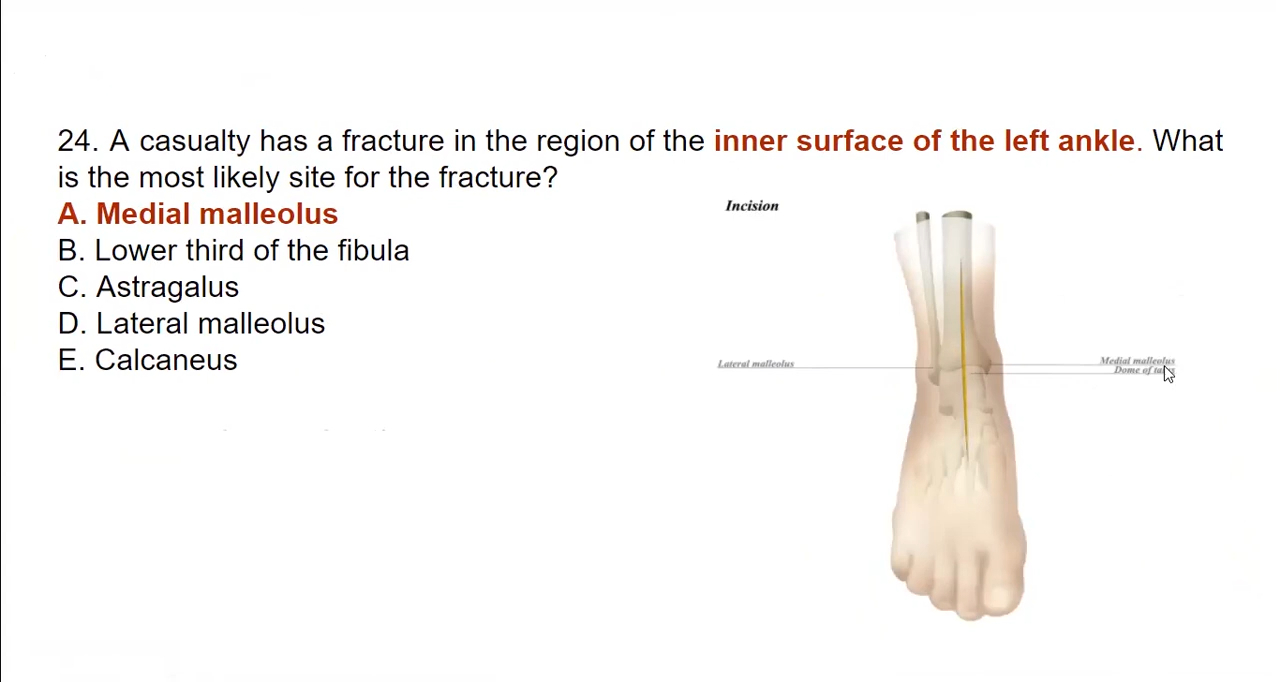 24. A casualty has a fracture in the region of the inner surface of the left ankle. What
is the most likely site for the fracture?
A. Medial malleolus
B. Lower third of the fibula
C. Astragalus
D. Lateral malleolus
E. Calcaneus
Incision
Lateral malleolus
Medial malleolus
Dome of